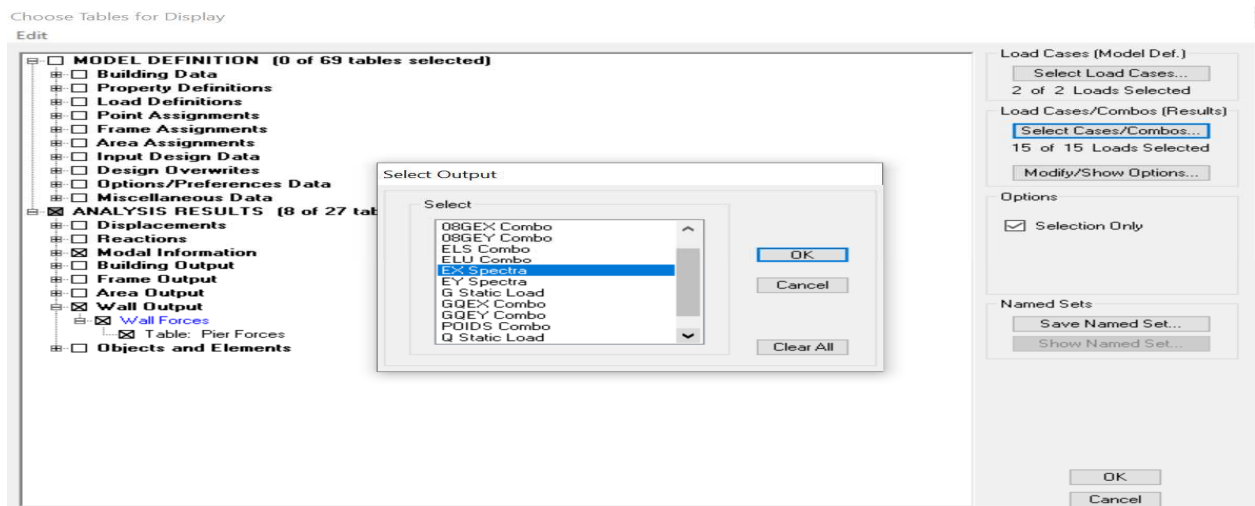 Choose Tables for Display
Edit
MODEL DEFINITION (0 of 69 tables selected)
Building Data
Property Definitions
Load Definitions
Point Assignments
Frame Assignments
Area Assignments
Input Design Data
Design Overwrites
Options/Preferences Data
Miscellaneous Data
ANALYSIS RESULTS (8 of 27 tab
Displacements
Reactions
Modal Information
Building Output
Frame Output
Area Output
Wall Output
Wall Forces
Table: Pier Forces
Objects and Elements
Select Output
Select
08GEX Combo
08GEY Combo
ELS Combo
ELU Combo
EX Spectra
EY Spectra
G Static Load
GQEX Combo
GQEY Combo
POIDS Combo
Q Static Load
OK
Cancel
Clear All
Load Cases (Model Def.)
Select Load Cases...
2 of 2 Loads Selected
Load Cases/Combos (Results)
Select Cases/Combos...
15 of 15 Loads Selected
Modify/Show Options...
Options
Selection Only
Named Sets
Save Named Set...
Show Named Set...
OK
Cancel